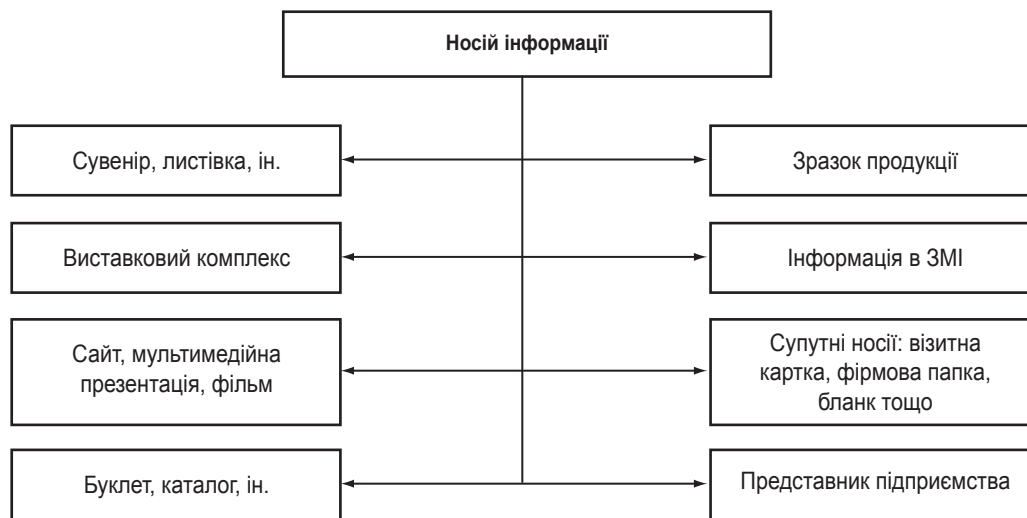 Носій інформації
Сувенір, листівка, ін.
Зразок продукції
Виставковий комплекс
Інформація в ЗМІ
Сайт, мультимедійна
презентація, фільм
Супутні носії: візитна
картка, фірмова папка,
бланк тощо
Буклет, каталог, ін.
Представник підприємства